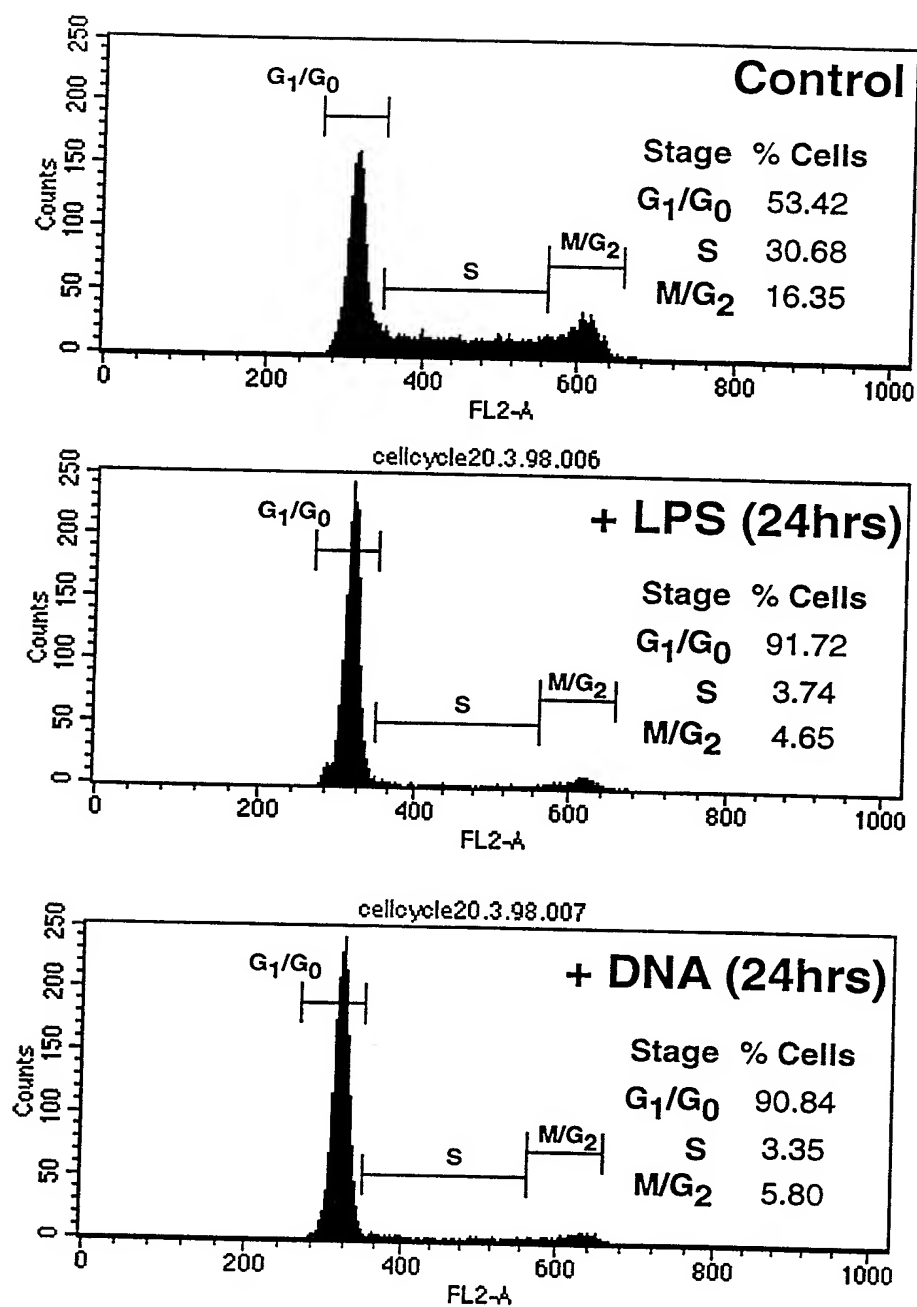 Control
G1/G0
S
M/G2
Stage % Cells
G1/G0 53.42
S 30.68
M/G2 16.35
Counts
250
200
150
100
50
0
0 200 400 600 800 1000
FL2-A
cellcycle20.3.98.006
+ LPS (24hrs)
G1/G0
S
M/G2
Stage % Cells
G1/G0 91.72
S 3.74
M/G2 4.65
Counts
250
200
150
100
50
0
0 200 400 600 800 1000
FL2-A
cellcycle20.3.98.007
+ DNA (24hrs)
G1/G0
S
M/G2
Stage % Cells
G1/G0 90.84
S 3.35
M/G2 5.80
Counts
250
200
150
100
50
0
0 200 400 600 800 1000
FL2-A